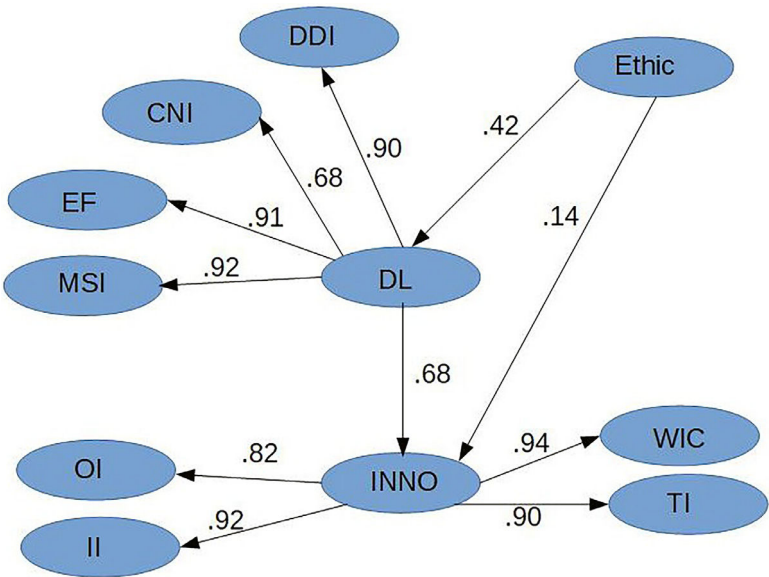 DDI
Ethic
CNI
.42
.90
.68
EF
.91
.14
MSI
.92
DL
.68
WIC
.94
OI
.82
INNO
TI
.92
.90
II